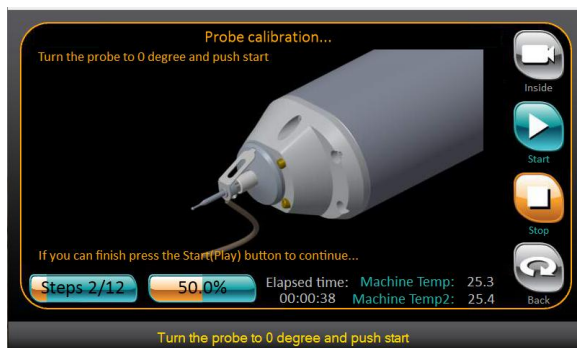 Probe calibration...
Turn the probe to 0 degree and push start
Inside
Start
Stop
If you can finish press the Start(Play) button to continue...
Steps 2/12
50.0%
Elapsed time:
00:00:38
Machine Temp: 25.3
Machine Temp2: 25.4
Back
Turn the probe to 0 degree and push start